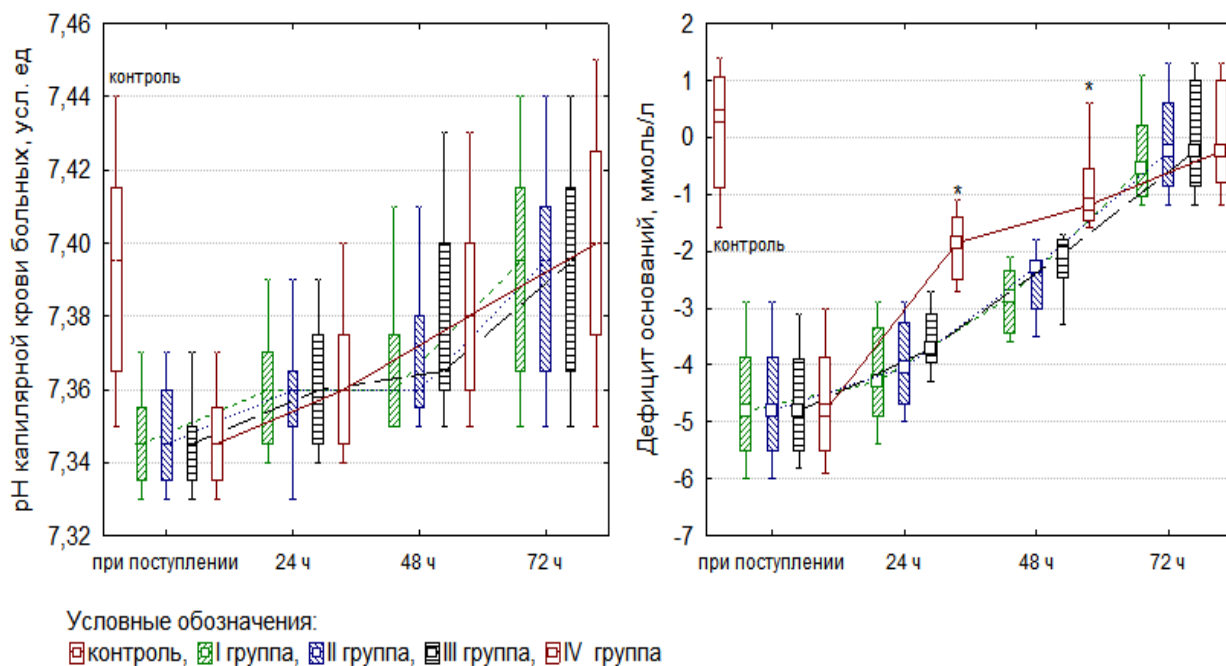 pH капилярной крови больных, усл. ед
7,46
7,44
7,42
7,40
7,38
7,36
7,34
7,32
контроль
при поступлении
24 ч
48 ч
72 ч
Дефицит оснований, ммоль/л
2
1
0
-1
-2
-3
-4
-5
-6
-7
контроль
*
*
при поступлении
24 ч
48 ч
72 ч
Условные обозначения:
контроль, I группа, II группа, III группа, IV группа